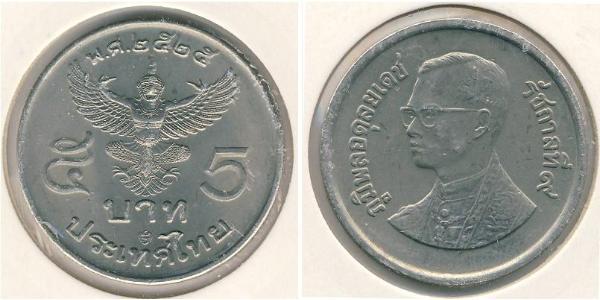 พ.ศ.๒๕๒๕
๕ 5
บาท
ประเทศไทย
ภูมิพลอดุลยเดช
รัชกาลที่ ๙